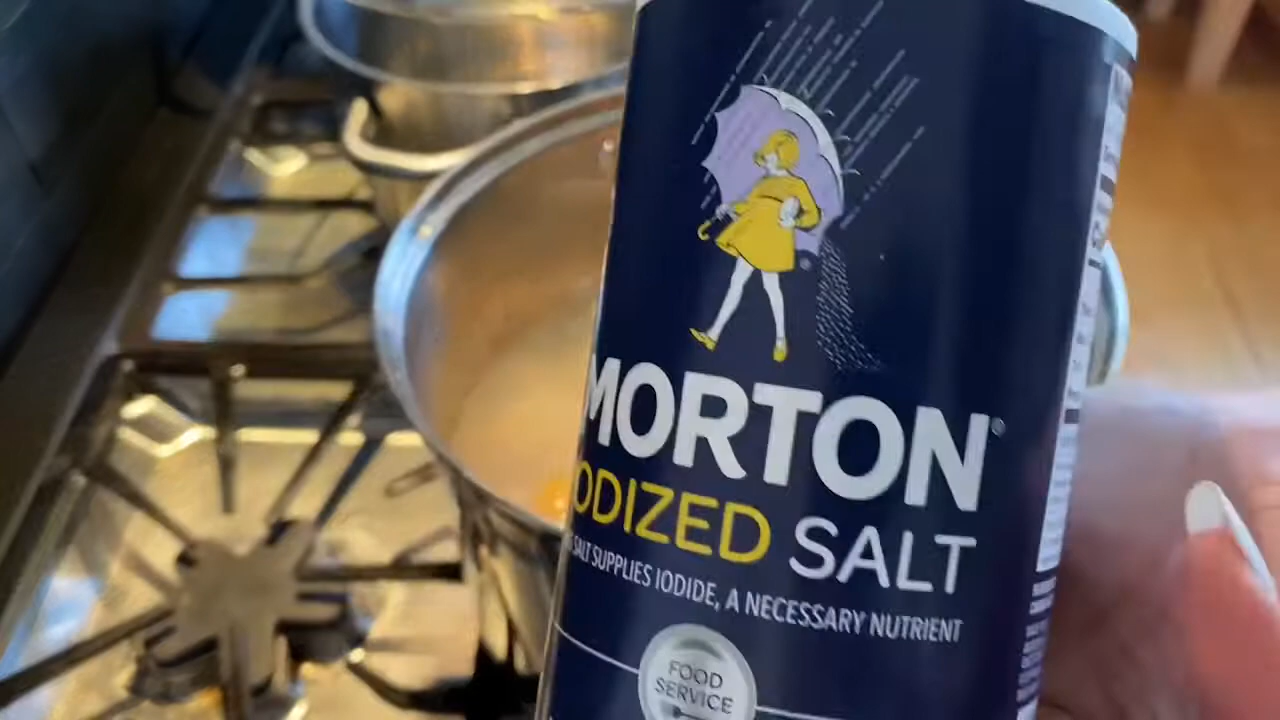 MORTON®
ODIZED SALT
SALT SUPPLIES IODIDE, A NECESSARY NUTRIENT
FOOD
SERVICE